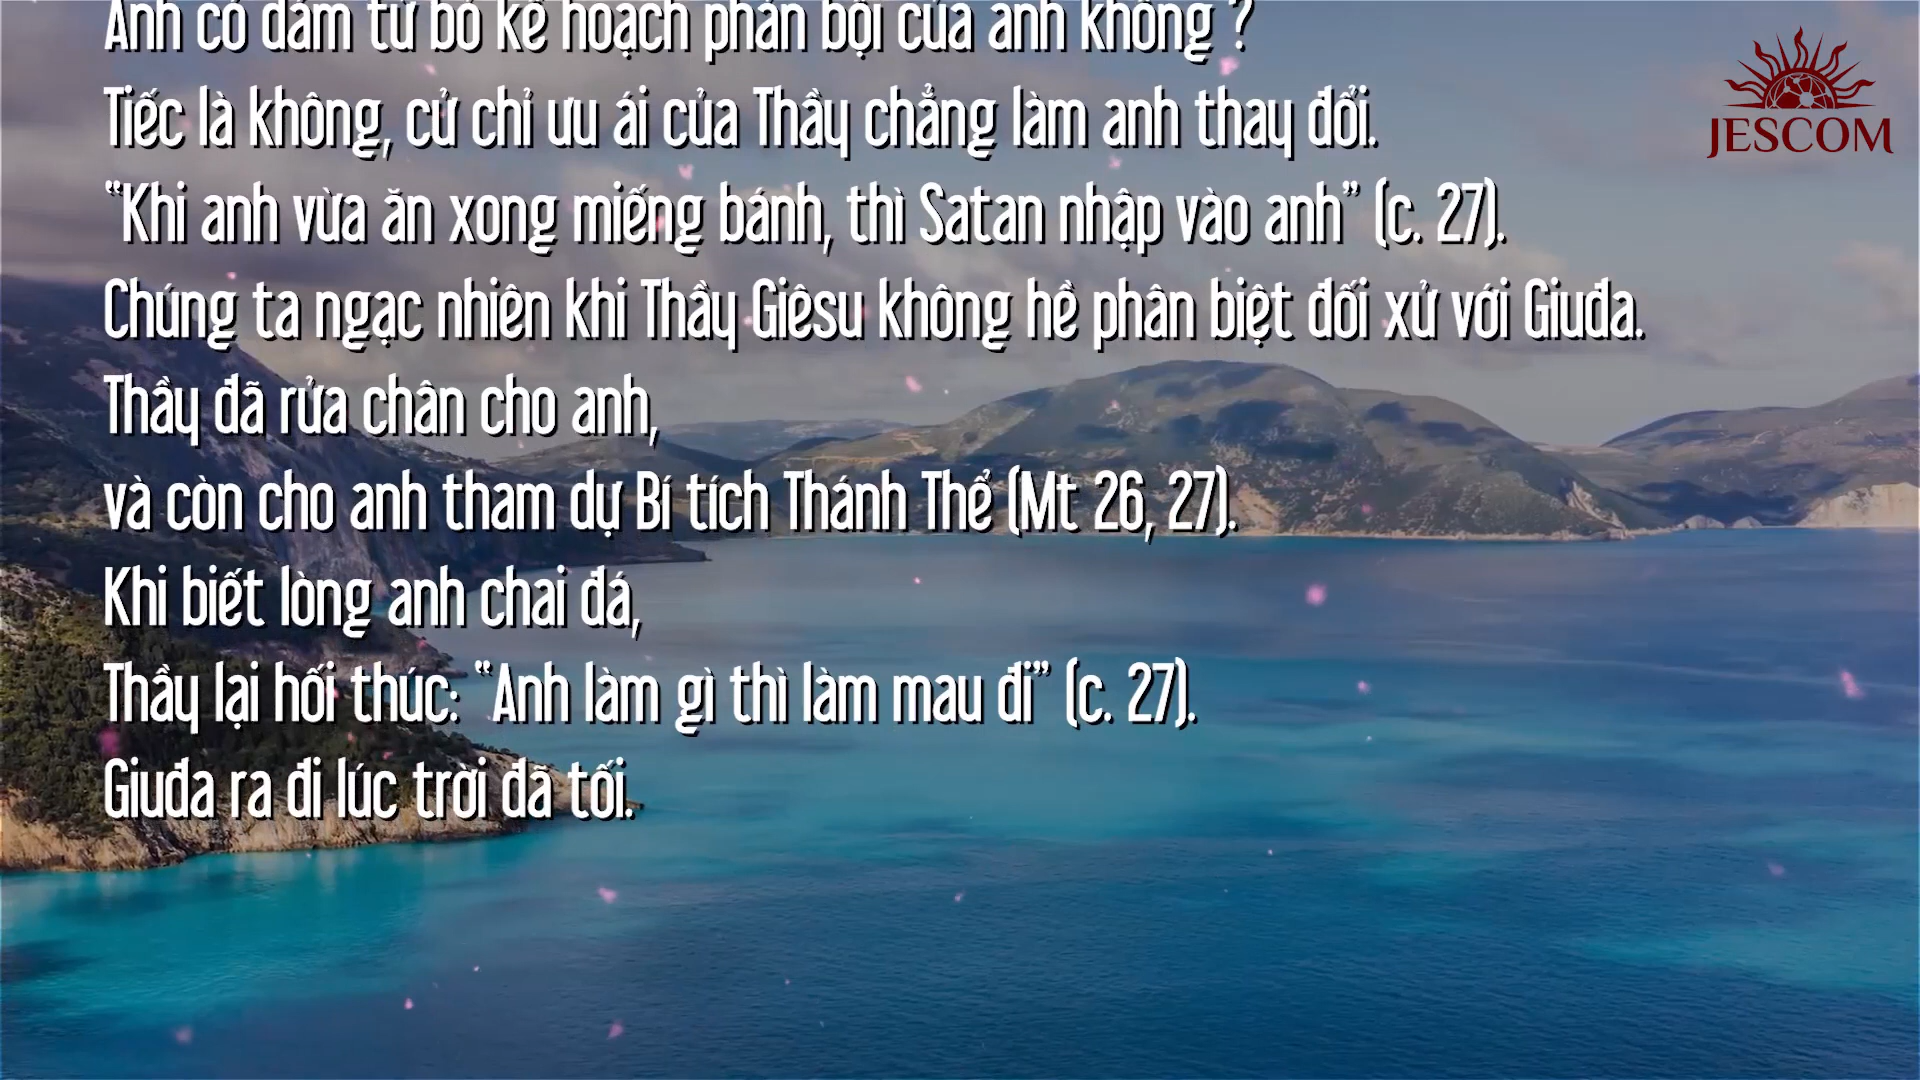 Anh có dám từ bỏ kế hoạch phản bội của anh không ?
Tiếc là không, cử chỉ ưu ái của Thầy chẳng làm anh thay đổi.
“Khi anh vừa ăn xong miếng bánh, thì Satan nhập vào anh” (c. 27).
Chúng ta ngạc nhiên khi Thầy Giêsu không hề phân biệt đối xử với Giuđa.
Thầy đã rửa chân cho anh,
và còn cho anh tham dự Bí tích Thánh Thể (Mt 26, 27).
Khi biết lòng anh chai đá,
Thầy lại hối thúc: “Anh làm gì thì làm mau đi” (c. 27).
Giuđa ra đi lúc trời đã tối.
JESCOM